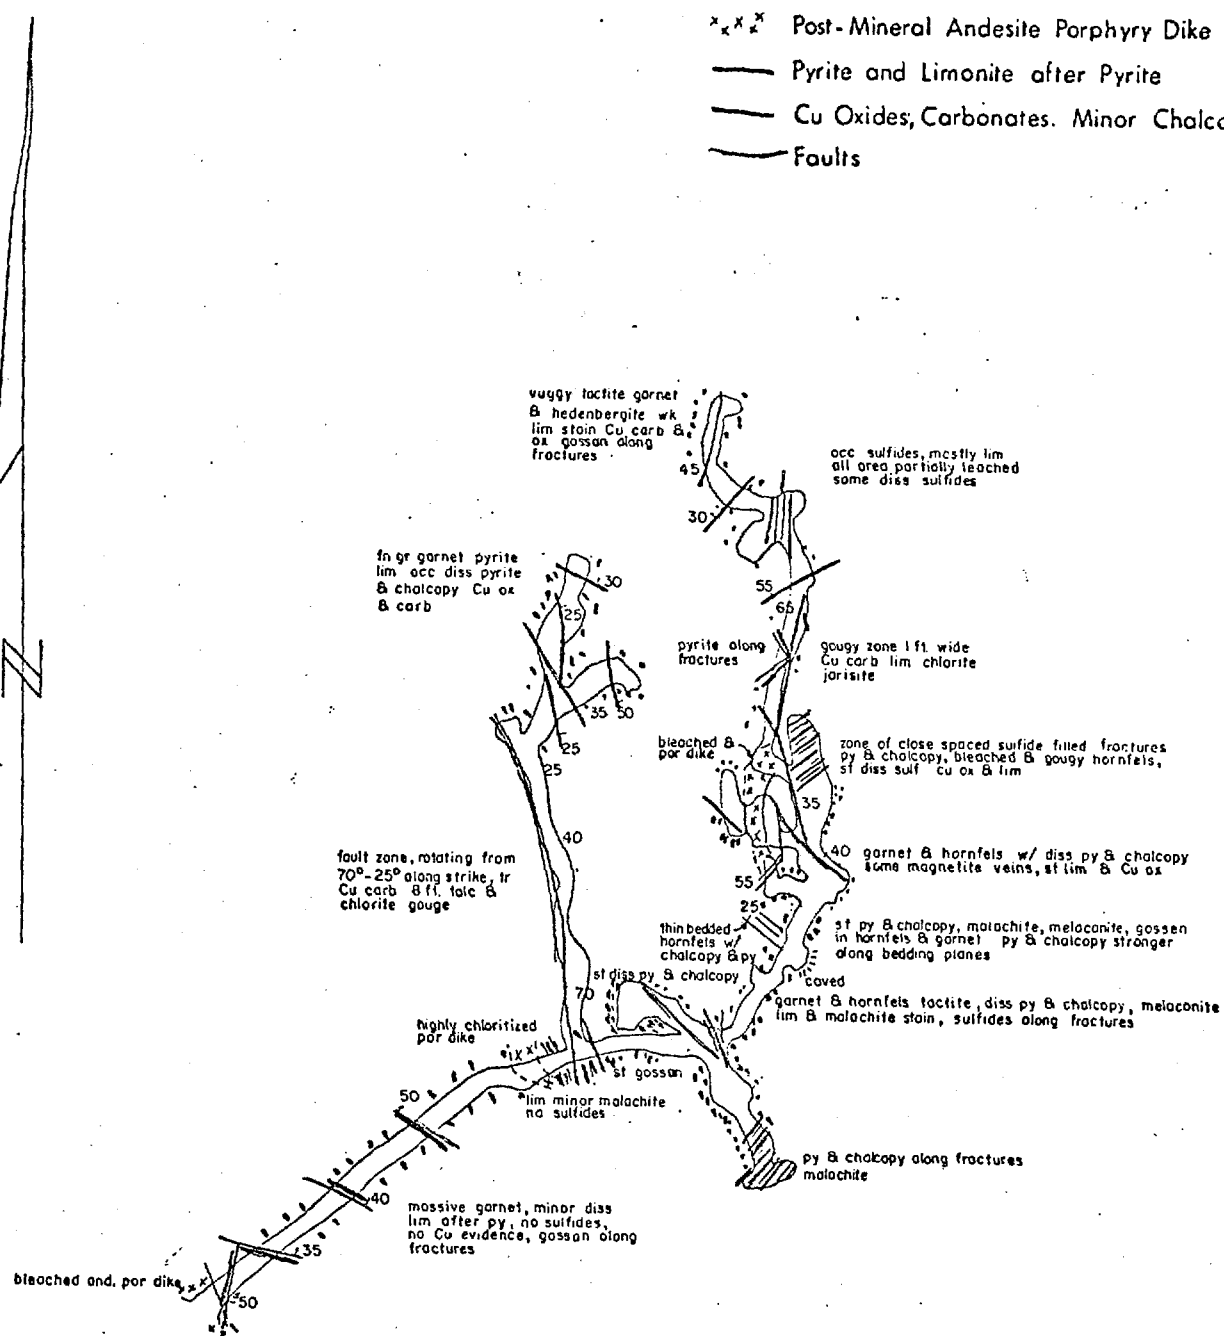 Post-Mineral Andesite Porphyry Dike
Pyrite and Limonite after Pyrite
Cu Oxides, Carbonates. Minor Chalco
Faults
N
vuggy tactite garnet
& hedenbergite wk
lim stain Cu carb &
ox gossan along
fractures
45
30
occ sulfides, mostly lim
all area partially leached
some diss sulfides
fn gr garnet pyrite
lim occ diss pyrite
& chalcopy Cu ox
& carb
30
25
55
65
pyrite along
fractures
gougy zone 1 ft. wide
Cu carb lim chlorite
jarisite
35 50
25
25
bleached &
por dike
zone of close spaced sulfide filled fractures
py & chalcopy, bleached & gougy hornfels,
st diss sulf cu ox & lim
35
40
fault zone, rotating from
70°-25° along strike, tr
Cu carb 8 ft. talc &
chlorite gouge
40
garnet & hornfels w/ diss py & chalcopy
some magnetite veins, st lim & Cu ox
55
25
thin bedded
hornfels w/
chalcopy & py
st py & chalcopy, malachite, melaconite, gossen
in hornfels & garnet py & chalcopy stronger
along bedding planes
st diss py & chalcopy
caved
70
garnet & hornfels tactite, diss py & chalcopy, melaconite
lim & malachite stain, sulfides along fractures
highly chloritized
por dike
st gossan
lim minor malachite
no sulfides
50
py & chalcopy along fractures
malachite
40
massive garnet, minor diss
lim after py, no sulfides,
no Cu evidence, gossan along
fractures
35
bleached and. por dike
50